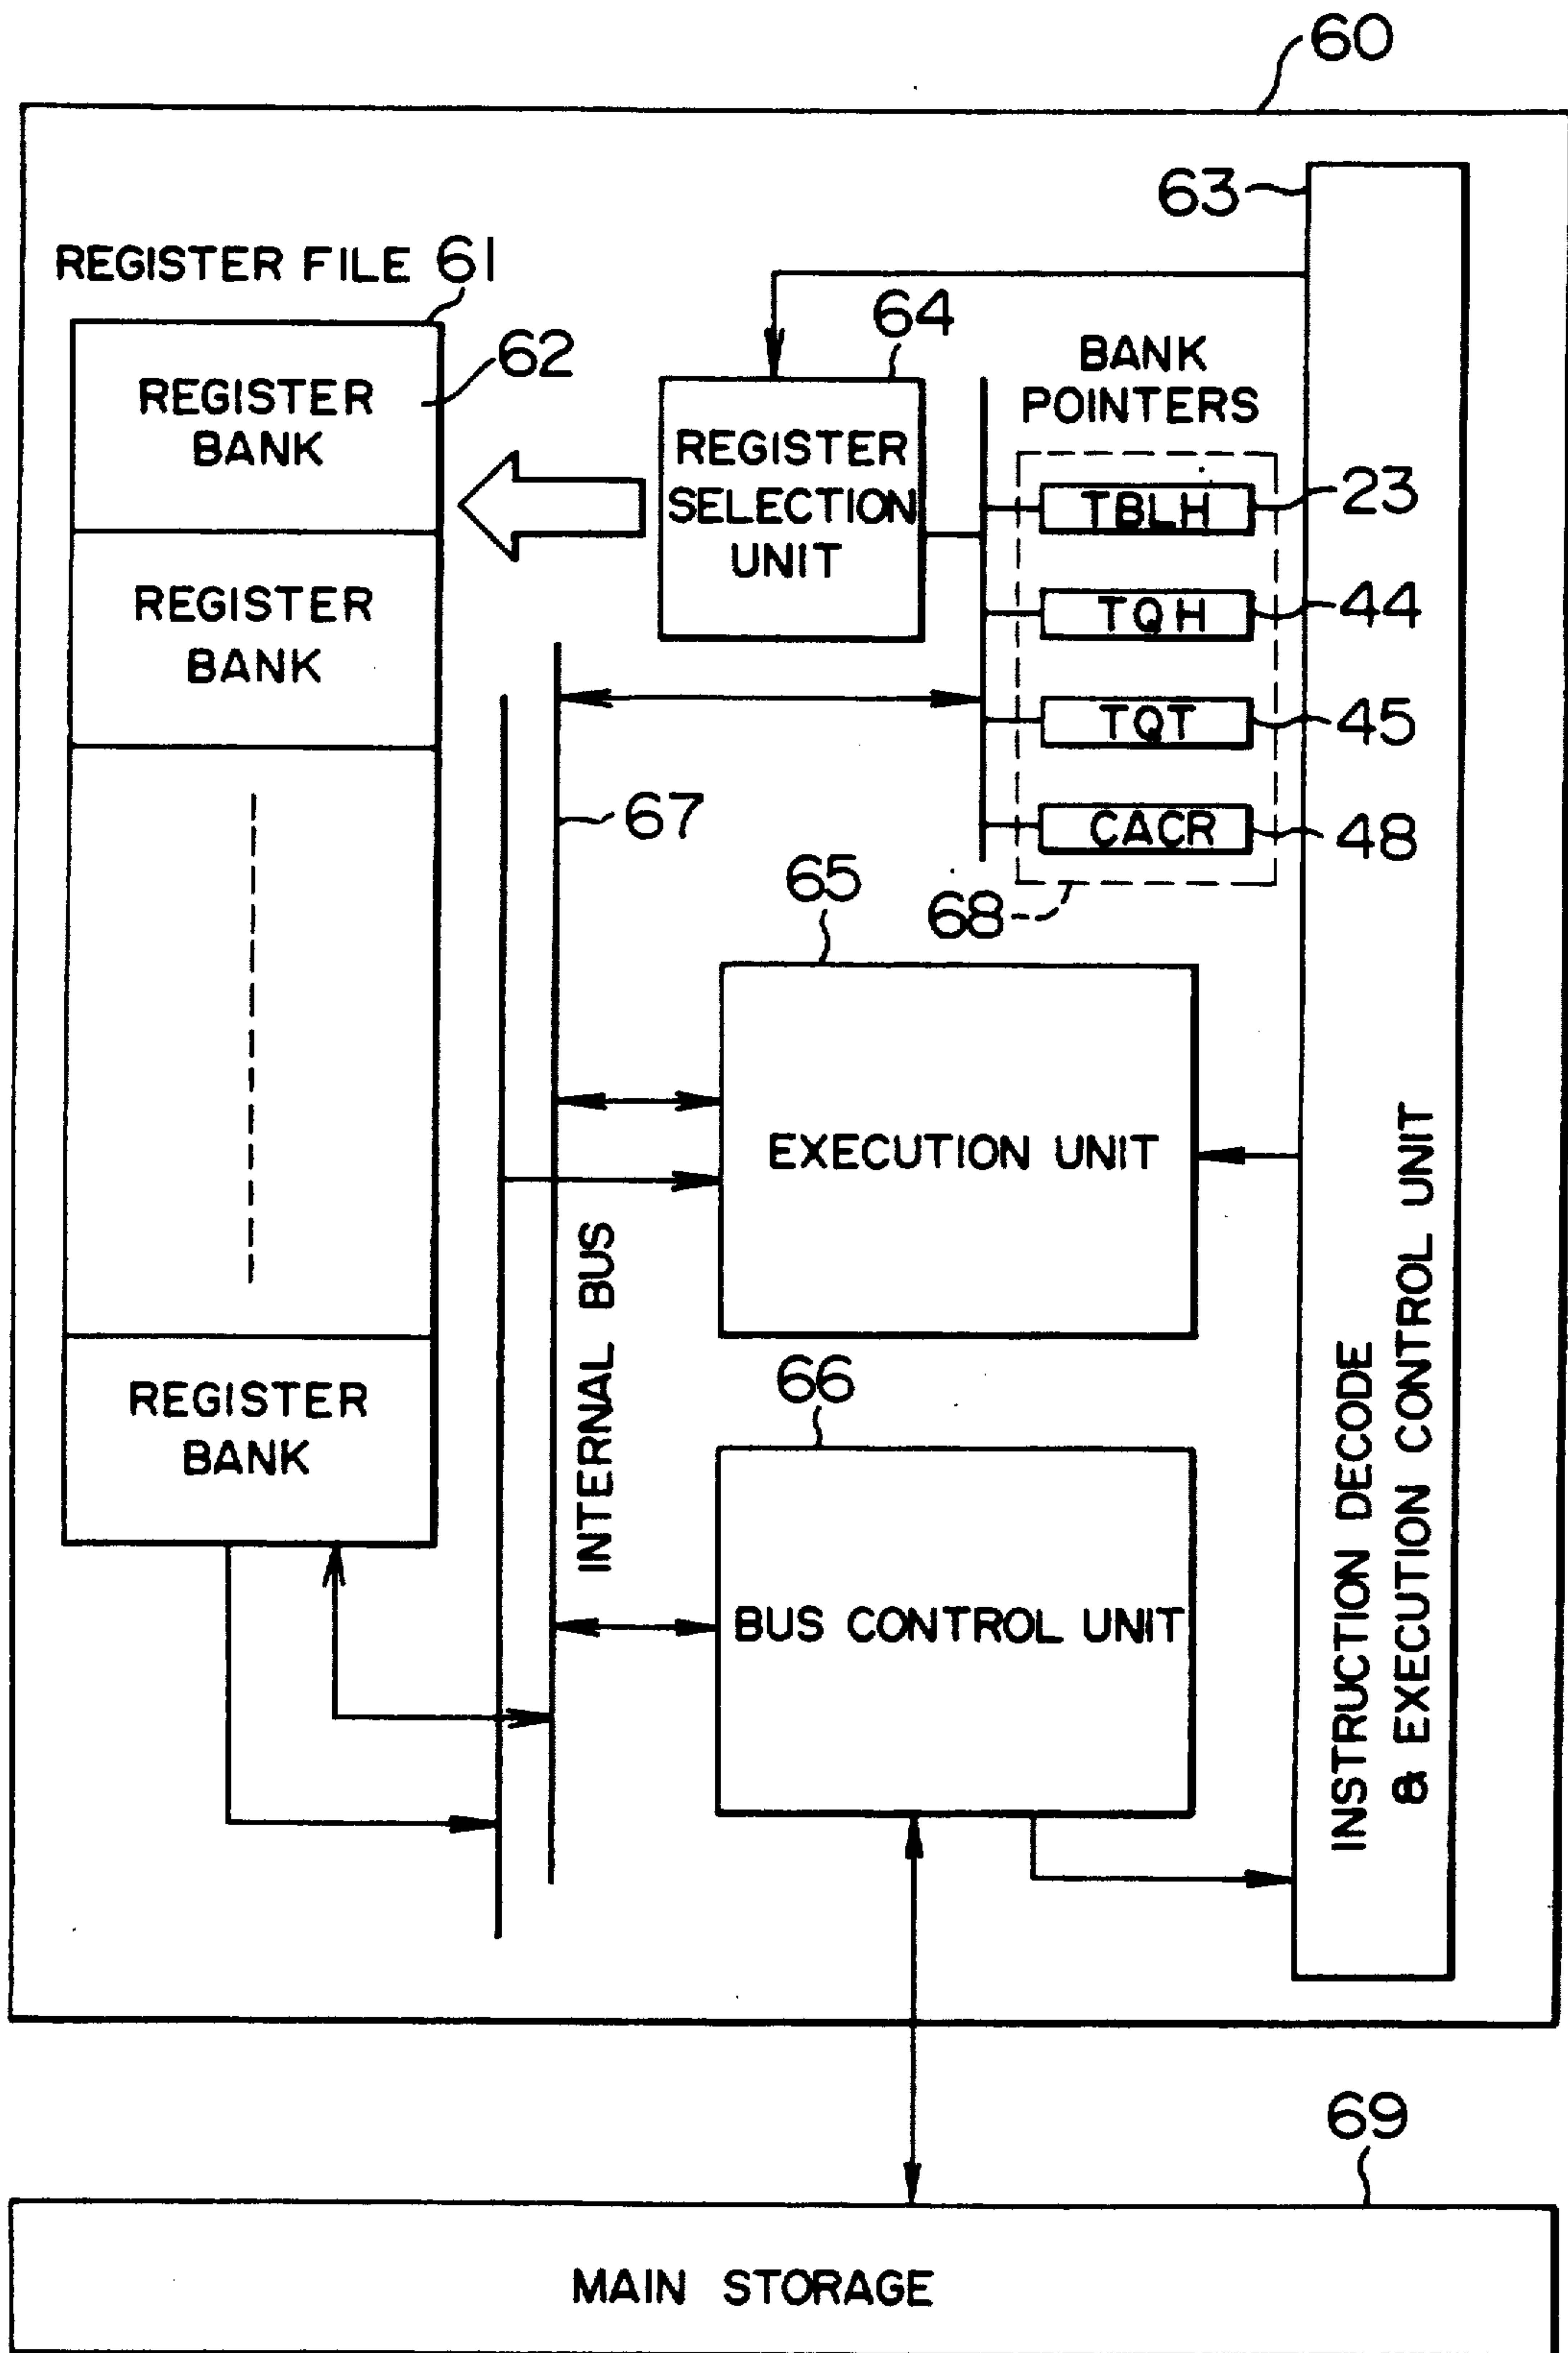 60
63
REGISTER FILE 61
64
62
BANK
POINTERS
REGISTER
BANK
REGISTER
SELECTION
UNIT
TBLH
23
REGISTER
BANK
TQH
44
TQT
45
67
CACR
48
65
68
EXECUTION UNIT
INTERNAL BUS
66
REGISTER
BANK
BUS CONTROL UNIT
INSTRUCTION DECODE
& EXECUTION CONTROL UNIT
69
MAIN STORAGE